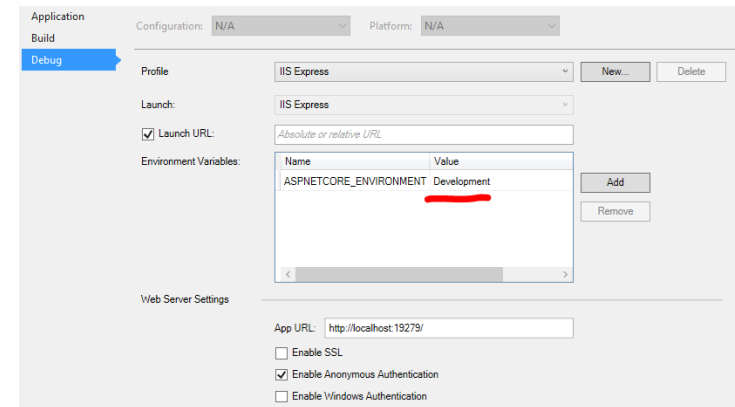 Application
Build
Debug
Configuration: N/A Platform: N/A
Profile IIS Express New... Delete
Launch: IIS Express
Launch URL: Absolute or relative URL
Environment Variables: Name Value
ASPNETCORE_ENVIRONMENT Development
Add
Remove
Web Server Settings
App URL: http://localhost:19279/
Enable SSL
Enable Anonymous Authentication
Enable Windows Authentication